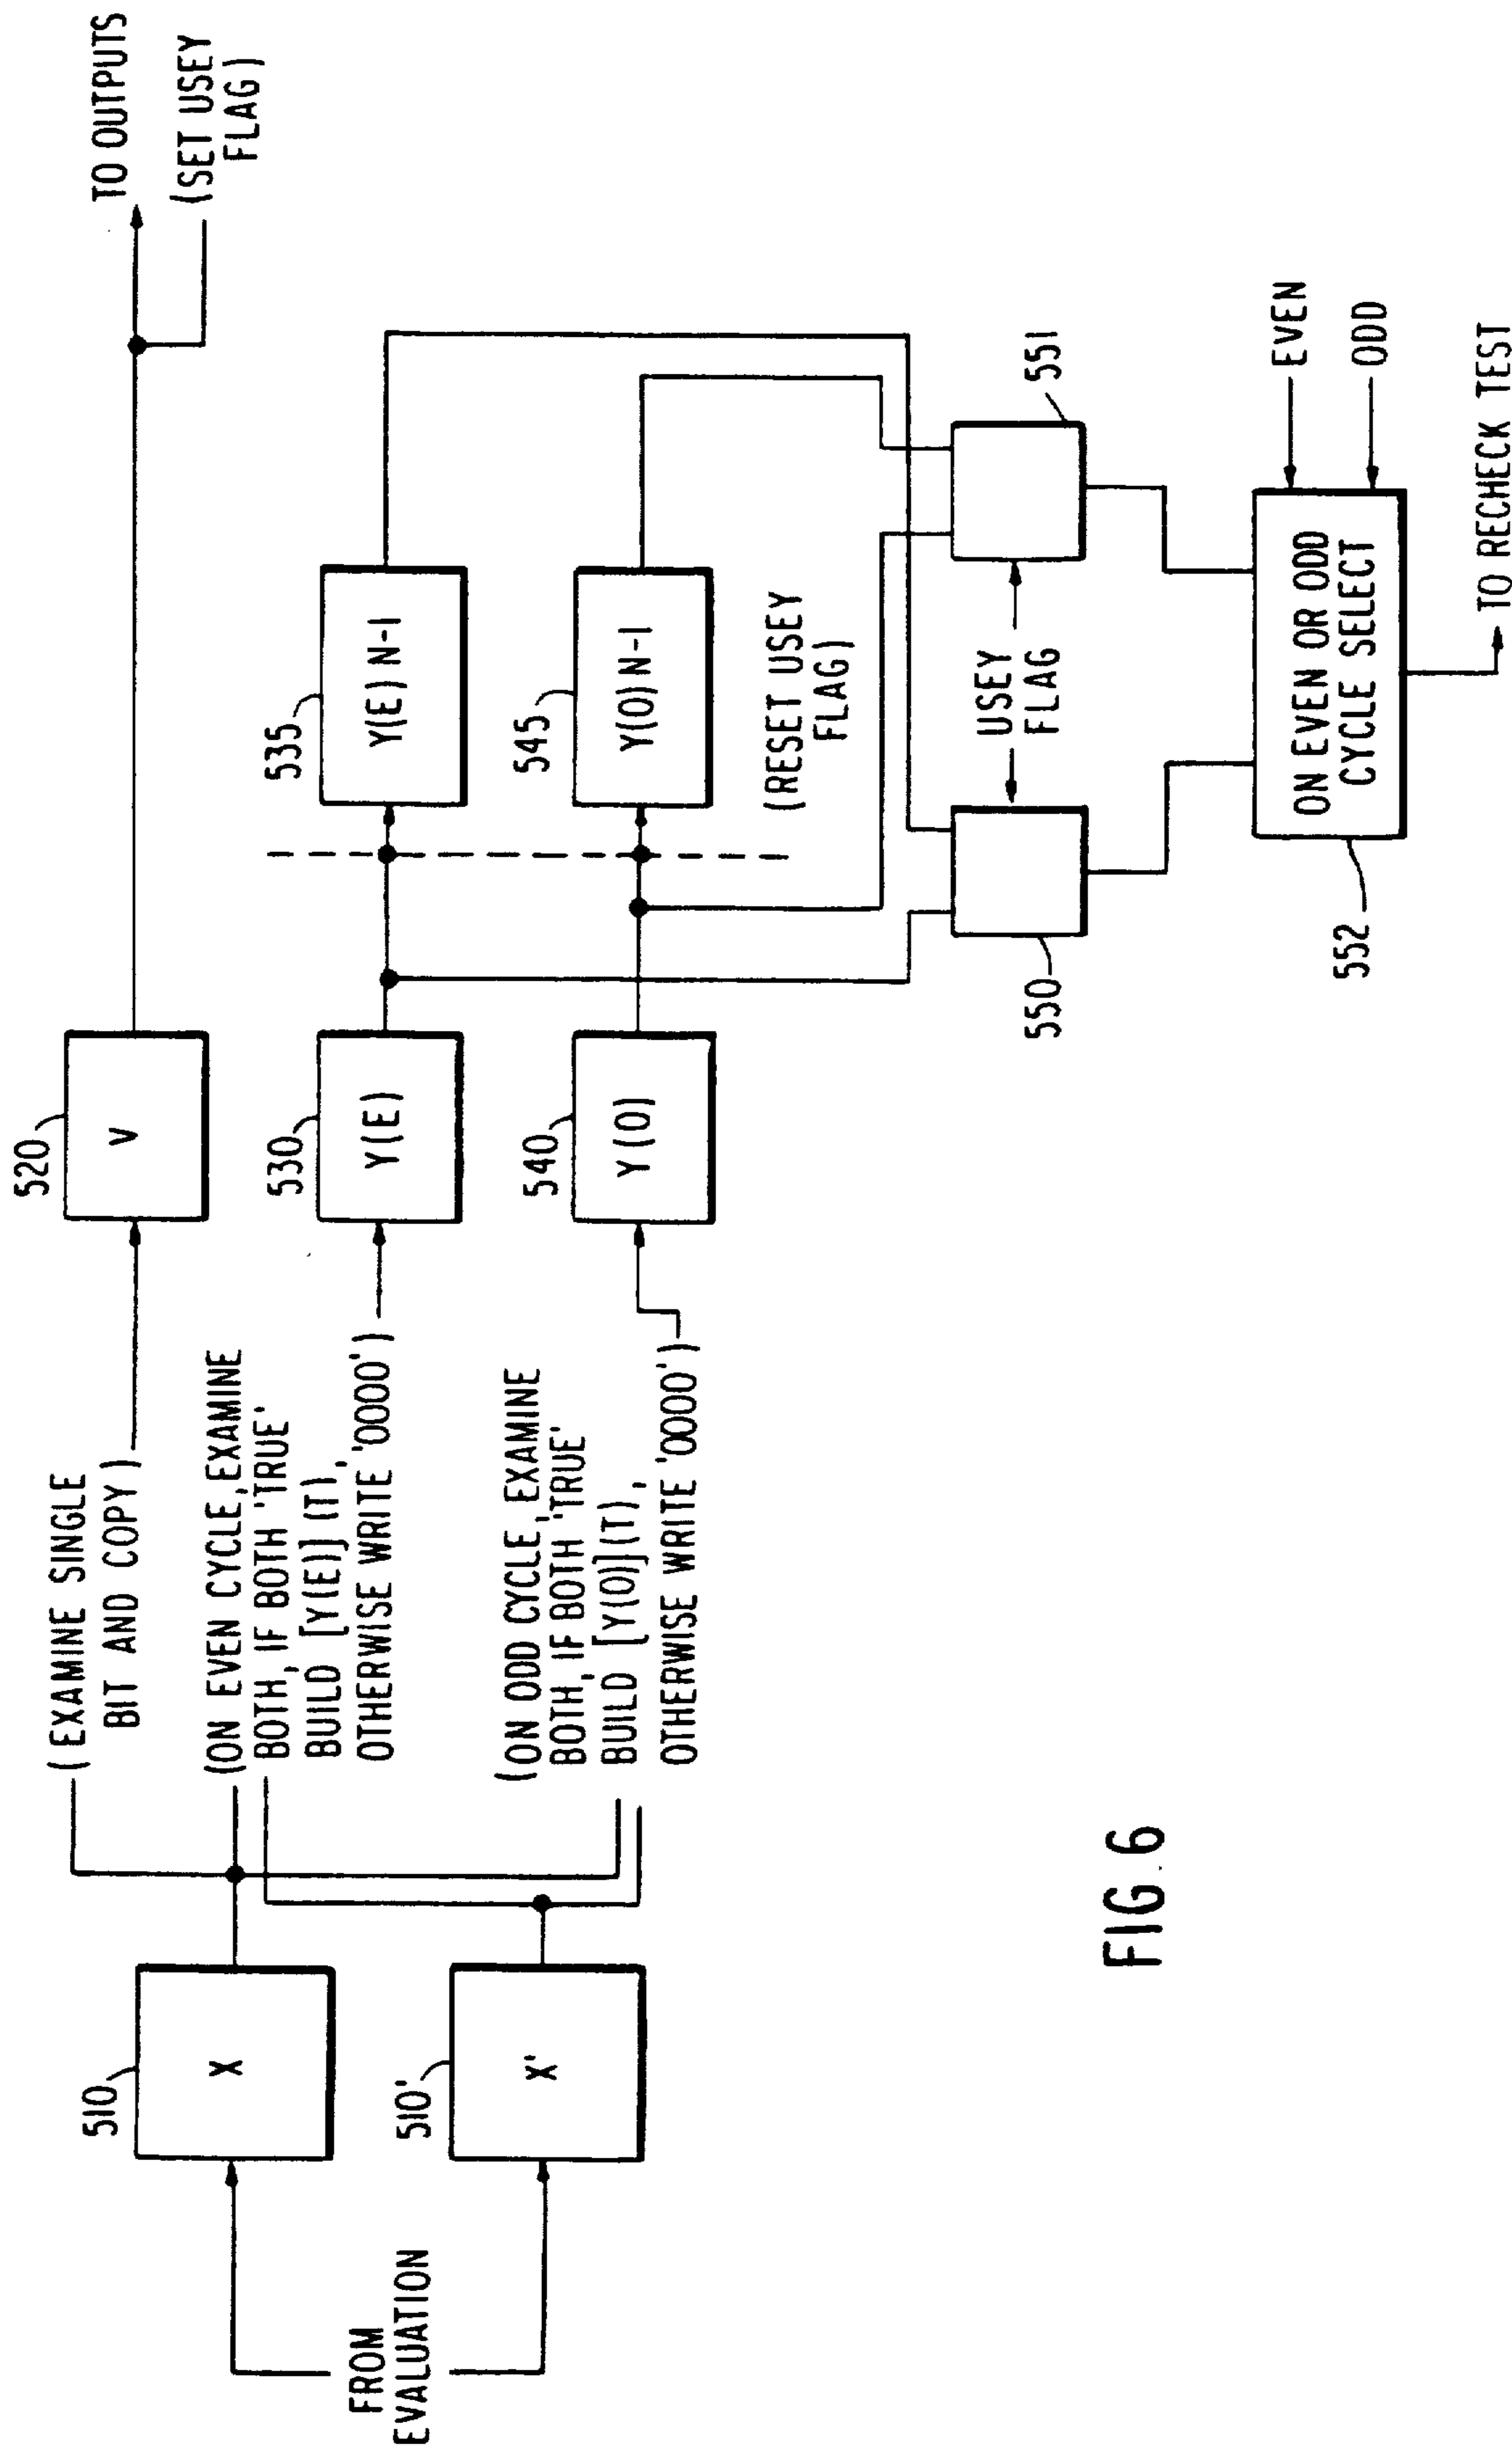 FROM
EVALUATION
510
X
510'
X'
( EXAMINE SINGLE
BIT AND COPY )
(ON EVEN CYCLE, EXAMINE
BOTH, IF BOTH 'TRUE'
BUILD [Y(E)] (T),
OTHERWISE WRITE '0000')
(ON ODD CYCLE, EXAMINE
BOTH, IF BOTH 'TRUE'
BUILD [Y(O)] (T),
OTHERWISE WRITE '0000')
520
V
530
Y(E)
540
Y(O)
535
Y(E) N-1
545
Y(O) N-1
(RESET USEY
FLAG)
TO OUTPUTS
(SET USEY
FLAG)
550
USEY
FLAG
551
552
ON EVEN OR ODD
CYCLE SELECT
EVEN
ODD
TO RECHECK TEST
FIG. 6